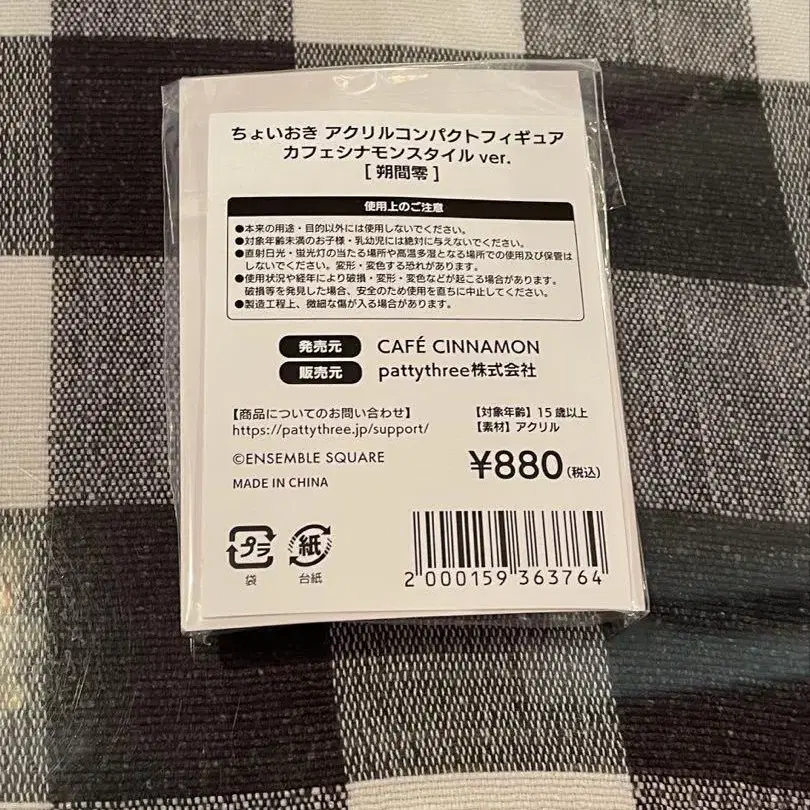 ちょいおき アクリルコンパクトフィギュア
カフェシナモンスタイル ver.
[ 朔間零 ]
使用上のご注意
●本来の用途・目的以外には使用しないでください。
●対象年齢未満のお子様・乳幼児には絶対に与えないでください。
●直射日光・蛍光灯の当たる場所や高温多湿となる場所での使用及び保管は
しないでください。変形・変色する恐れがあります。
●使用状況や経年により破損・変形・変色などが起こる場合があります。
破損等を発見した場合、安全のため使用を直ちに中止してください。
●製造工程上、微細な傷が入る場合があります。
発売元 CAFÉ CINNAMON
販売元 pattythree株式会社
【商品についてのお問い合わせ】
https://pattythree.jp/support/
【対象年齢】15歳以上
【素材】アクリル
©ENSEMBLE SQUARE
MADE IN CHINA
¥880(税込)
プラ
袋
紙
台紙
2 000159 363764